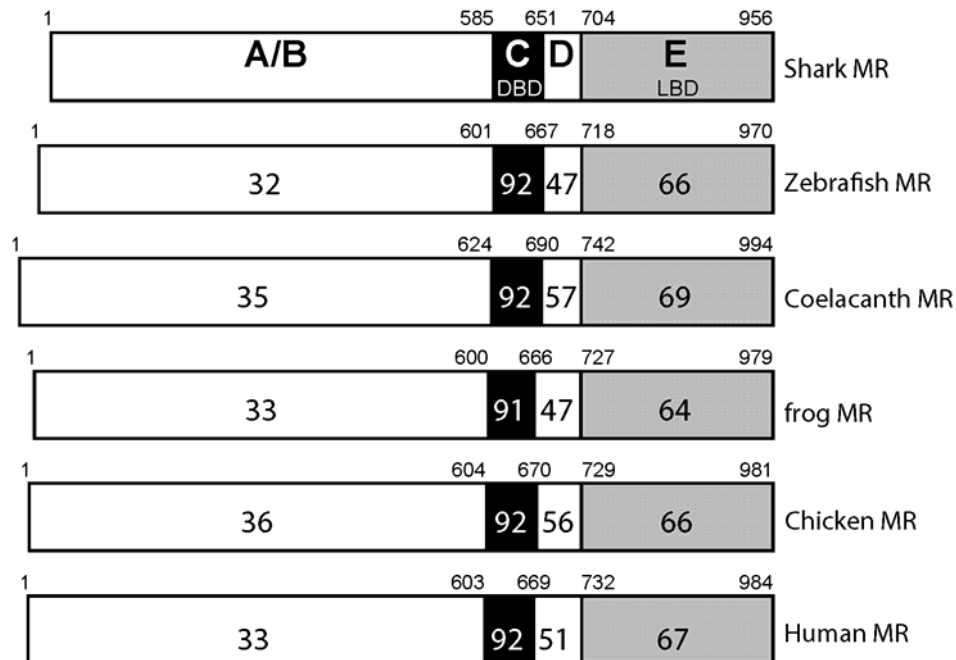 1 585 651 704 956
A/B C D E Shark MR
DBD LBD
1 601 667 718 970
32 92 47 66 Zebrafish MR
1 624 690 742 994
35 92 57 69 Coelacanth MR
1 600 666 727 979
33 91 47 64 frog MR
1 604 670 729 981
36 92 56 66 Chicken MR
1 603 669 732 984
33 92 51 67 Human MR